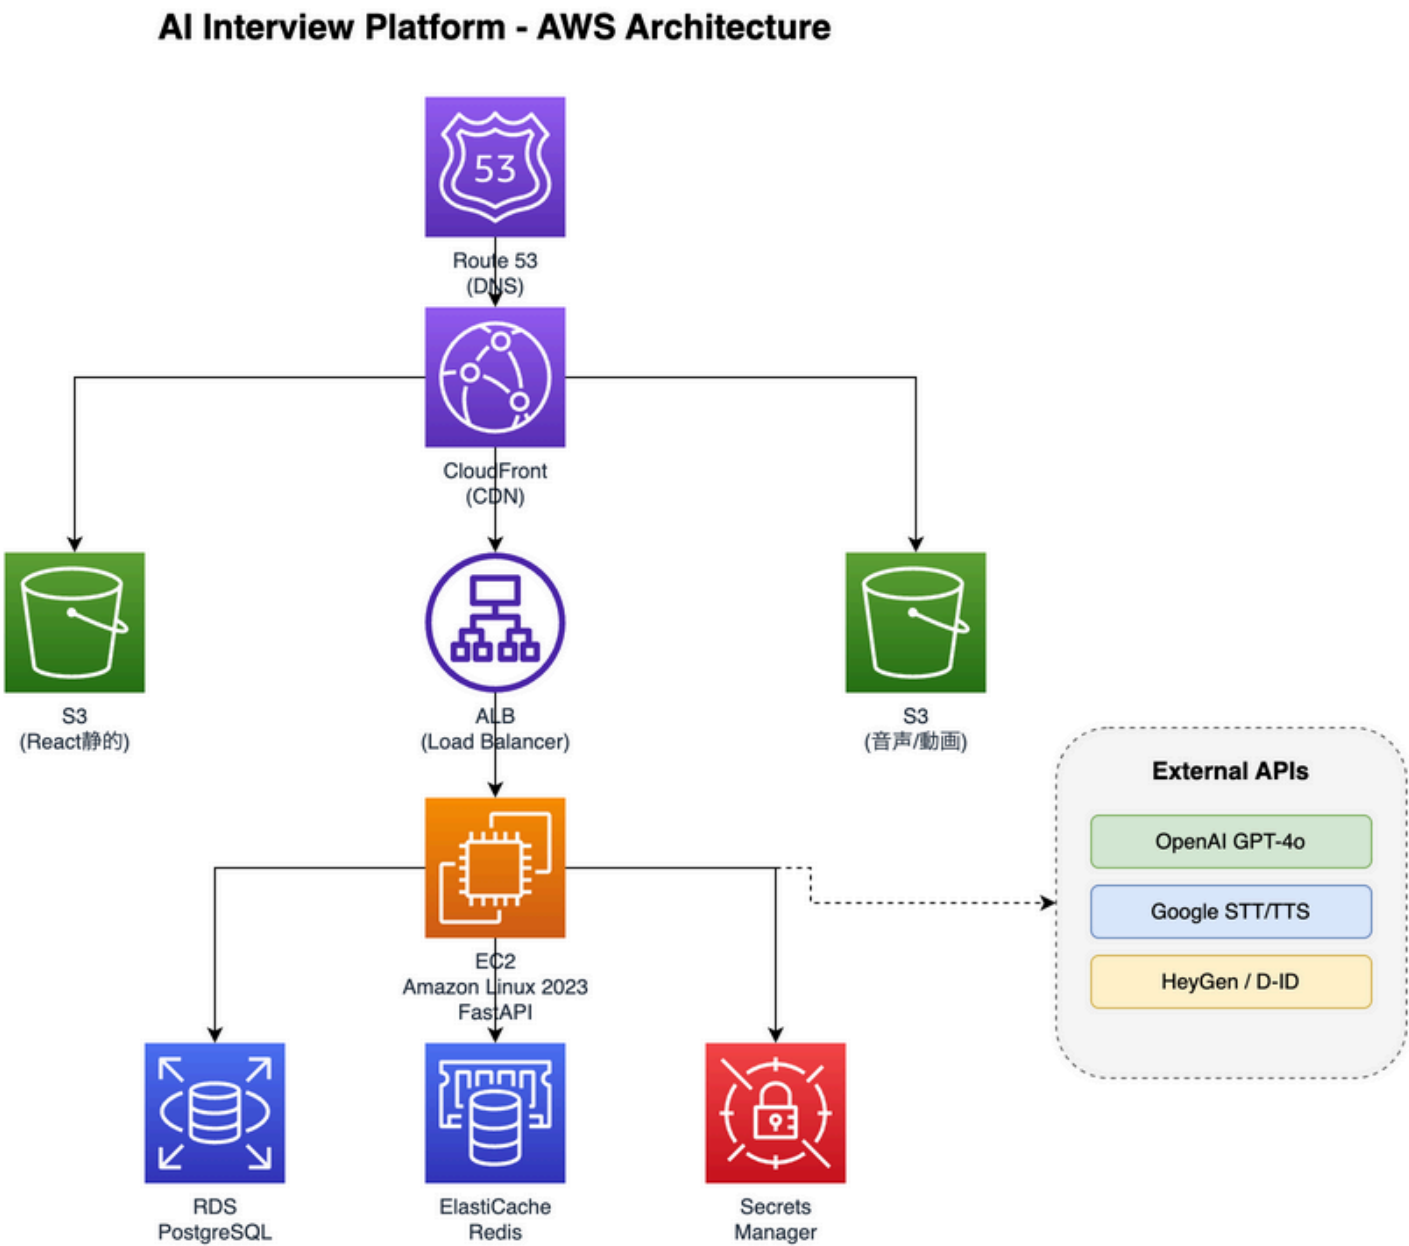 AI Interview Platform - AWS Architecture
53
Route 53
(DNS)
CloudFront
(CDN)
S3
(React静的)
ALB
(Load Balancer)
S3
(音声/動画)
External APIs
OpenAI GPT-4o
Google STT/TTS
HeyGen / D-ID
EC2
Amazon Linux 2023
FastAPI
RDS
PostgreSQL
ElastiCache
Redis
Secrets
Manager